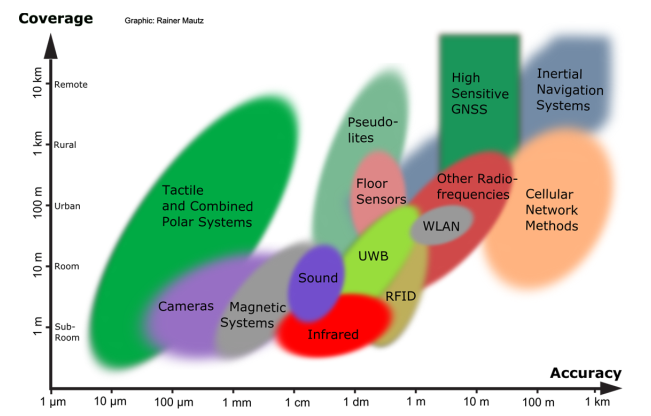 Coverage
Graphic: Rainer Mautz
10 km
Remote
High
Sensitive
GNSS
Inertial
Navigation
Systems
Pseudo-
lites
1 km
Rural
Tactile
and Combined
Polar Systems
Floor
Sensors
Other Radio-
frequencies
Cellular
Network
Methods
100 m
Urban
WLAN
UWB
10 m
Room
Sound
RFID
Cameras
Magnetic
Systems
Infrared
1 m
Sub-
Room
Accuracy
1 µm
10 µm
100 µm
1 mm
1 cm
1 dm
1 m
10 m
100 m
1 km